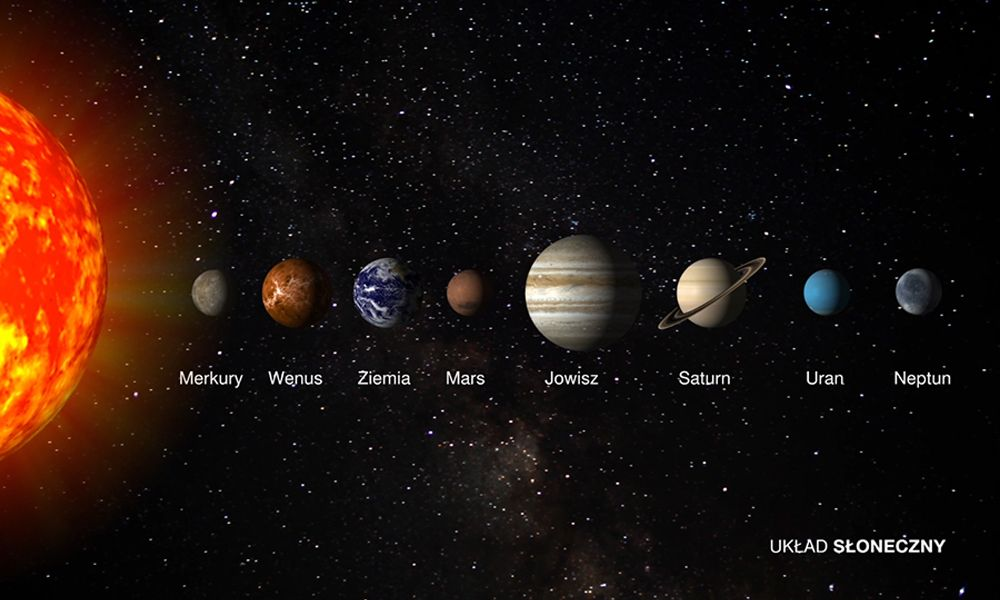 Merkury Wenus Ziemia Mars Jowisz Saturn Uran Neptun
UKŁAD SŁONECZNY